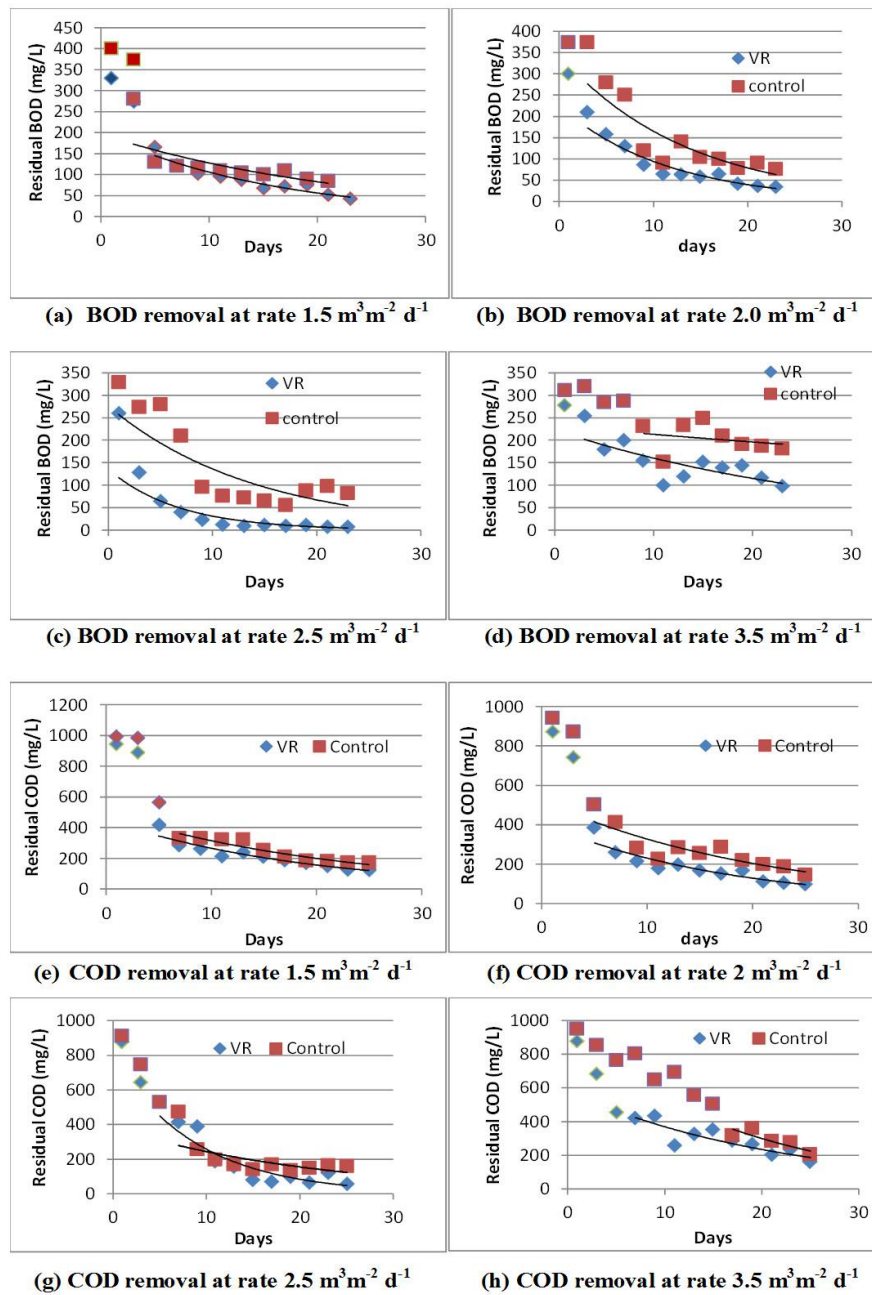 Residual BOD (mg/L)
450
400
350
300
250
200
150
100
50
0
0 10 20 30
Days
(a) BOD removal at rate 1.5 m³m⁻² d⁻¹
Residual BOD (mg/L)
400
350
300
250
200
150
100
50
0
VR
control
0 10 20 30
days
(b) BOD removal at rate 2.0 m³m⁻² d⁻¹
Residual BOD (mg/L)
350
300
250
200
150
100
50
0
VR
control
0 10 20 30
Days
(c) BOD removal at rate 2.5 m³m⁻² d⁻¹
Residual BOD (mg/L)
350
300
250
200
150
100
50
0
VR
control
0 10 20 30
Days
(d) BOD removal at rate 3.5 m³m⁻² d⁻¹
Residual COD (mg/L)
1200
1000
800
600
400
200
0
VR Control
0 10 20 30
Days
(e) COD removal at rate 1.5 m³m⁻² d⁻¹
Residual COD (mg/L)
1000
800
600
400
200
0
VR Control
0 10 20 30
days
(f) COD removal at rate 2 m³m⁻² d⁻¹
Residual COD (mg/L)
1000
800
600
400
200
0
VR Control
0 10 20 30
Days
(g) COD removal at rate 2.5 m³m⁻² d⁻¹
Residual COD (mg/L)
1000
800
600
400
200
0
VR Control
0 10 20 30
Days
(h) COD removal at rate 3.5 m³m⁻² d⁻¹